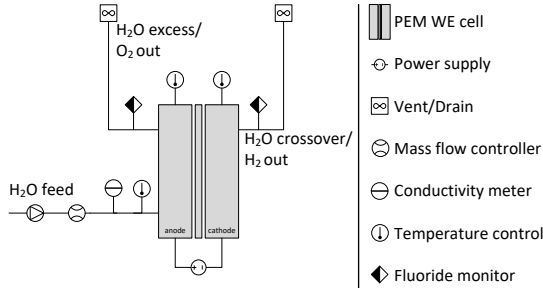 H₂O excess/
O₂ out
H₂O crossover/
H₂ out
H₂O feed
anode
cathode
PEM WE cell
Power supply
Vent/Drain
Mass flow controller
Conductivity meter
Temperature control
Fluoride monitor